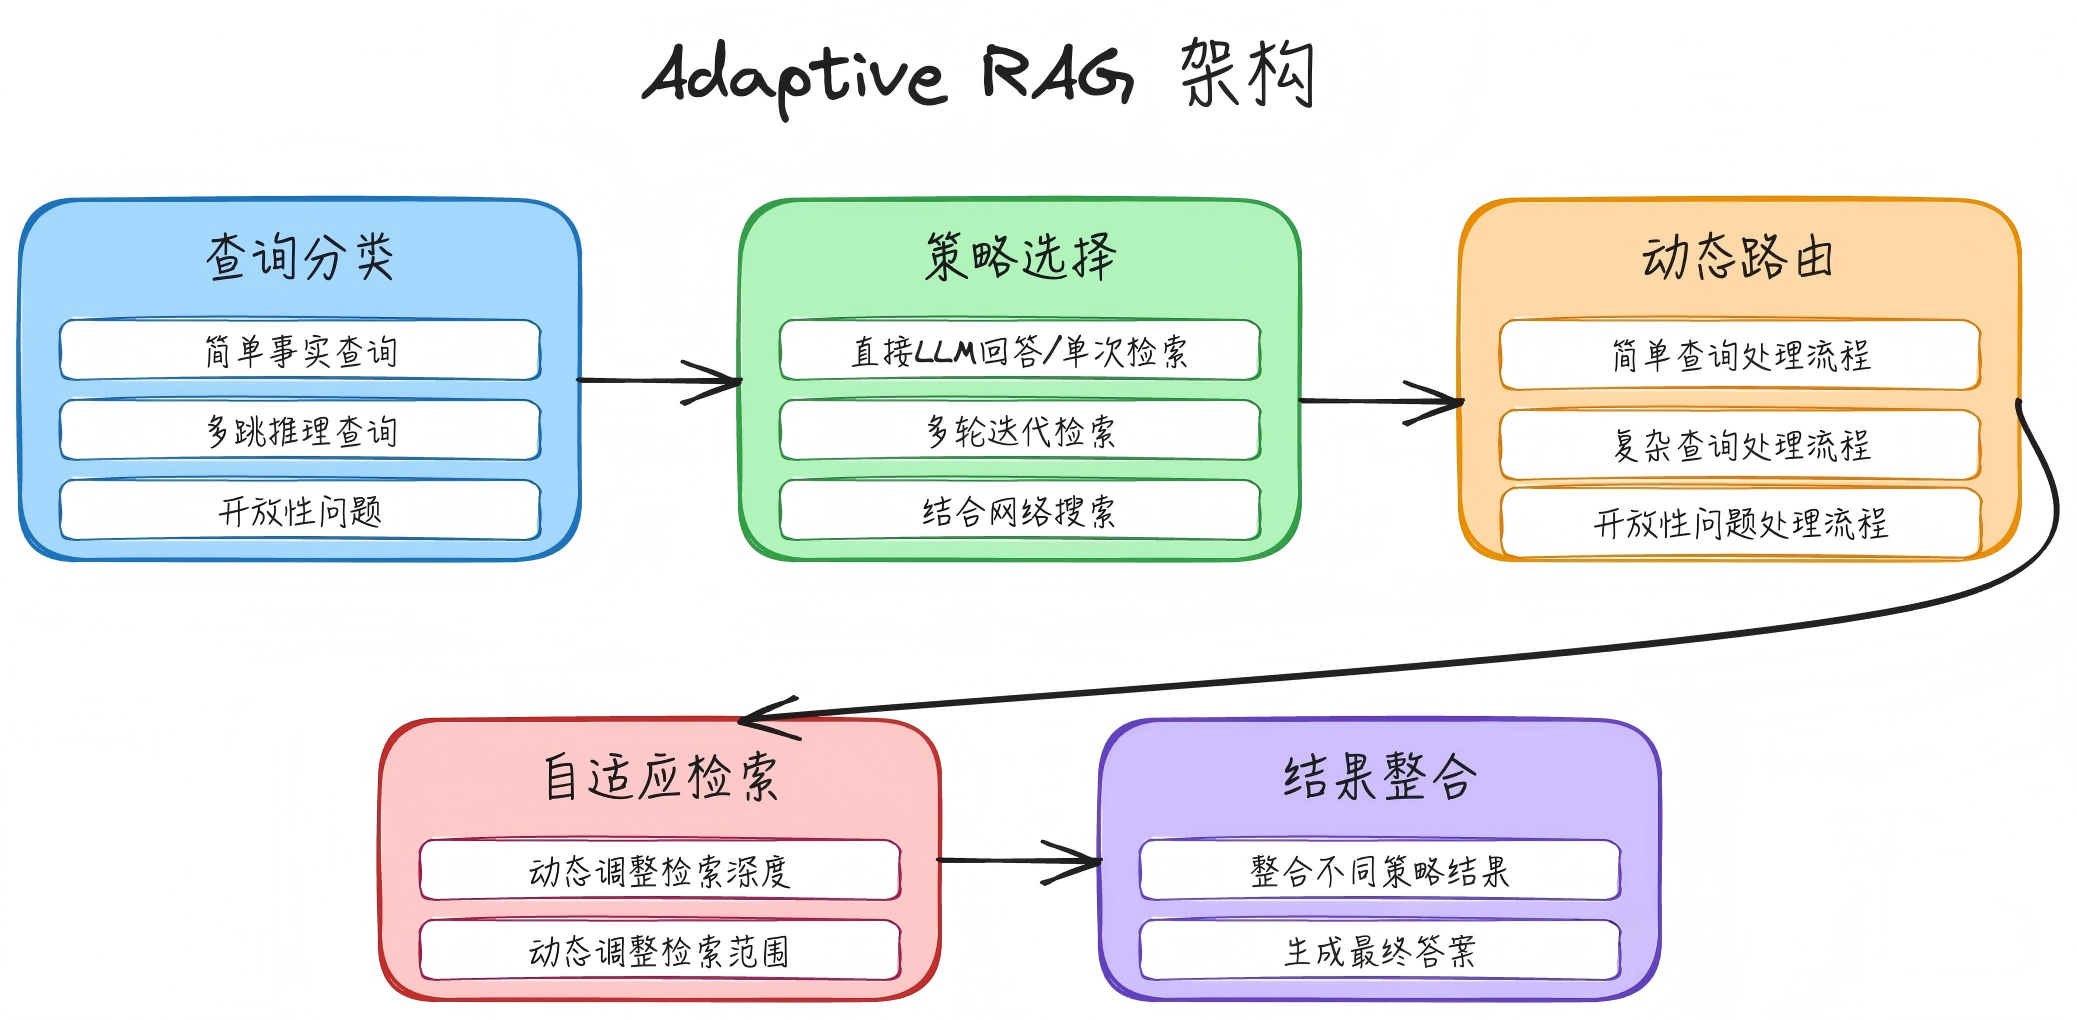 Adaptive RAG 架构
查询分类
简单事实查询
多跳推理查询
开放性问题
策略选择
直接LLM回答/单次检索
多轮迭代检索
结合网络搜索
动态路由
简单查询处理流程
复杂查询处理流程
开放性问题处理流程
自适应检索
动态调整检索深度
动态调整检索范围
结果整合
整合不同策略结果
生成最终答案